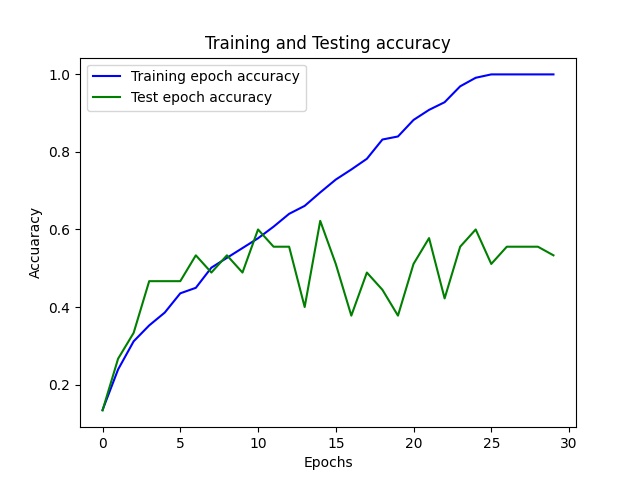 Training and Testing accuracy
Training epoch accuracy
Test epoch accuracy
1.0
0.8
0.6
0.4
0.2
Accuaracy
0 5 10 15 20 25 30
Epochs